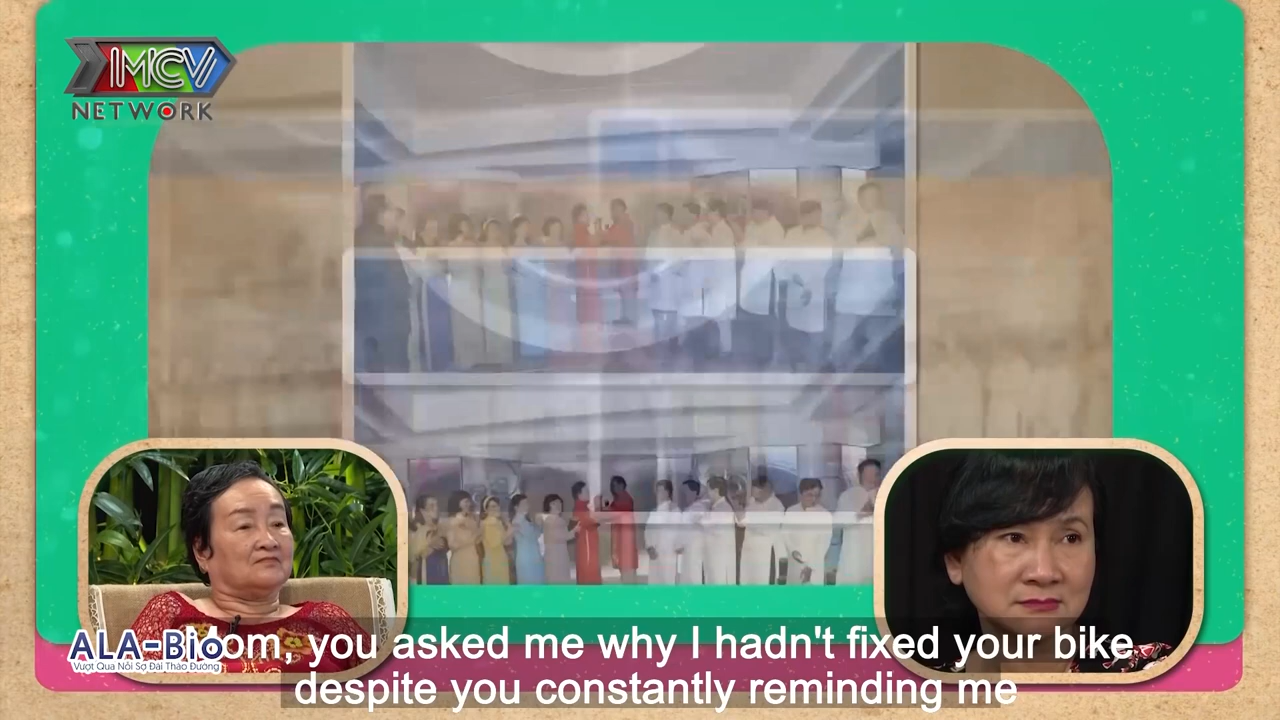 MCV
NETWORK
ALA-Bio
Vượt Qua Nỗi Sợ Đái Tháo Đường
Mom, you asked me why I hadn't fixed your bike
despite you constantly reminding me